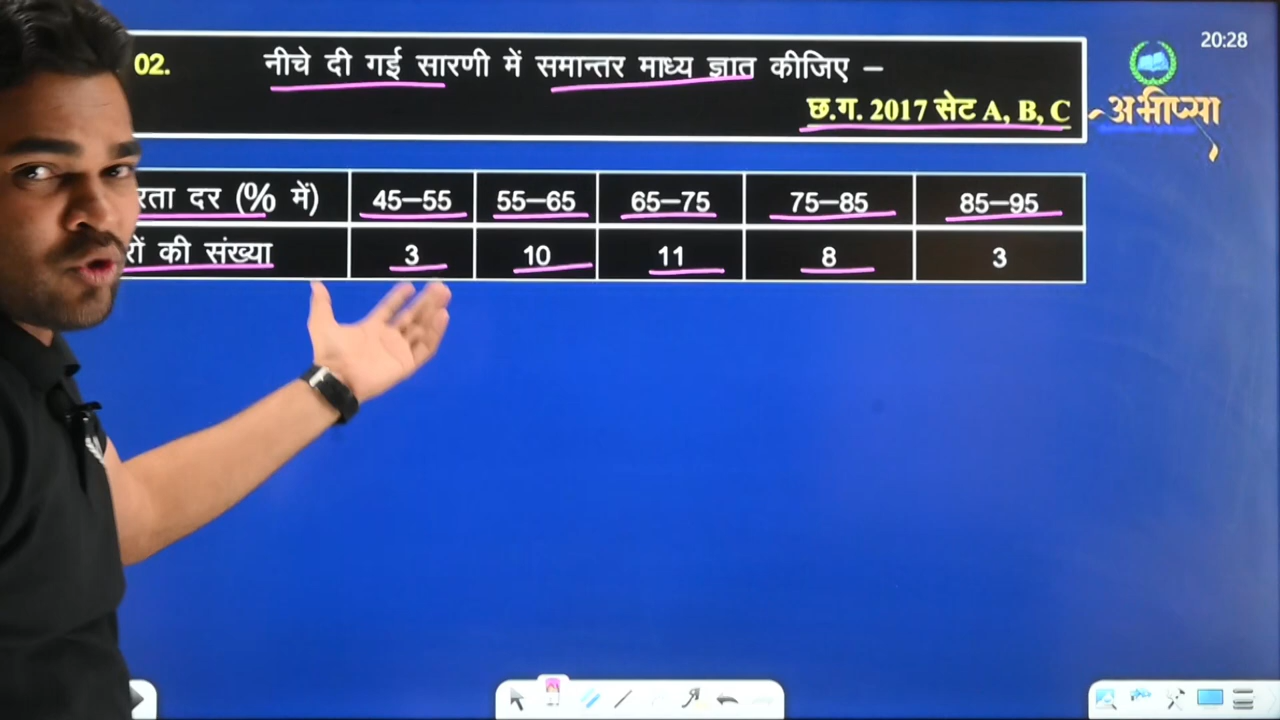 20:28
02. नीचे दी गई सारणी में समान्तर माध्य ज्ञात कीजिए –
छ.ग. 2017 सेट A, B, C
अभीप्सा
दर (% में) 45–55 55–65 65–75 75–85 85–95
की संख्या 3 10 11 8 3